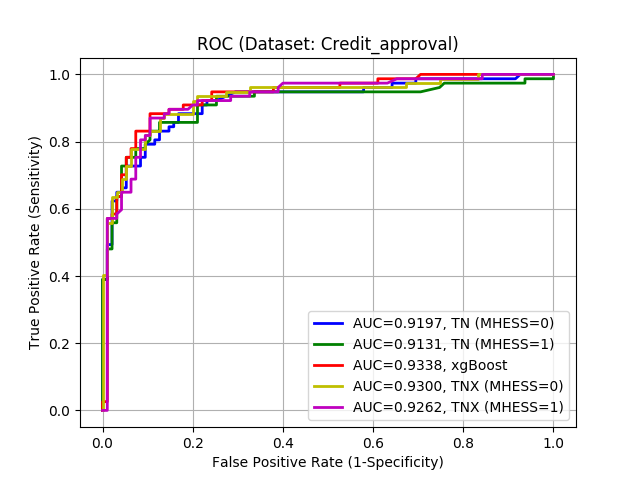 ROC (Dataset: Credit_approval)
True Positive Rate (Sensitivity)
1.0
0.8
0.6
0.4
0.2
0.0
AUC=0.9197, TN (MHESS=0)
AUC=0.9131, TN (MHESS=1)
AUC=0.9338, xgBoost
AUC=0.9300, TNX (MHESS=0)
AUC=0.9262, TNX (MHESS=1)
0.0 0.2 0.4 0.6 0.8 1.0
False Positive Rate (1-Specificity)